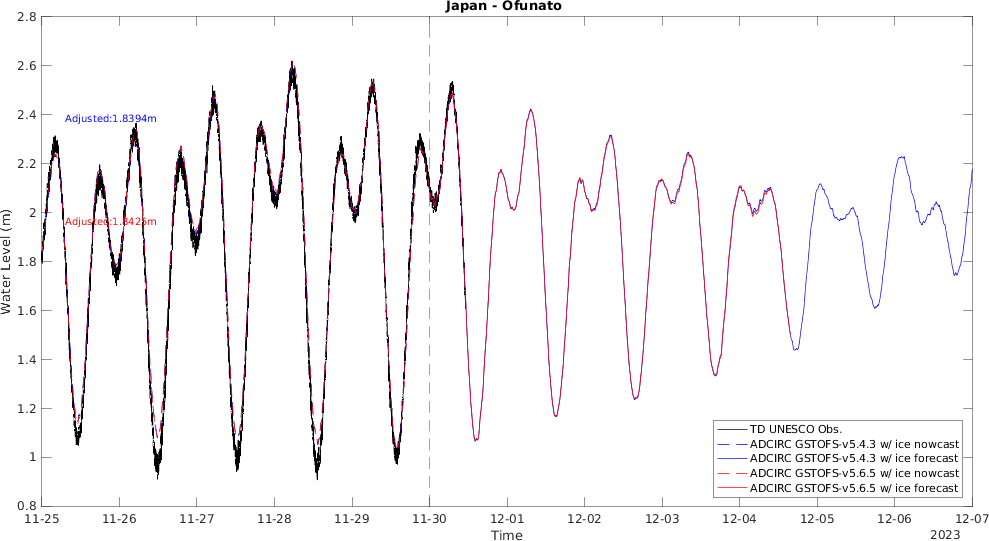 Japan - Ofunato
2.8
2.6
2.4
2.2
2
1.8
1.6
1.4
1.2
1
0.8
Water Level (m)
Adjusted:1.8394m
Adjusted:1.8425m
TD UNESCO Obs.
ADCIRC GSTOFS-v5.4.3 w/ ice nowcast
ADCIRC GSTOFS-v5.4.3 w/ ice forecast
ADCIRC GSTOFS-v5.6.5 w/ ice nowcast
ADCIRC GSTOFS-v5.6.5 w/ ice forecast
11-25 11-26 11-27 11-28 11-29 11-30 12-01 12-02 12-03 12-04 12-05 12-06 12-07
Time
2023